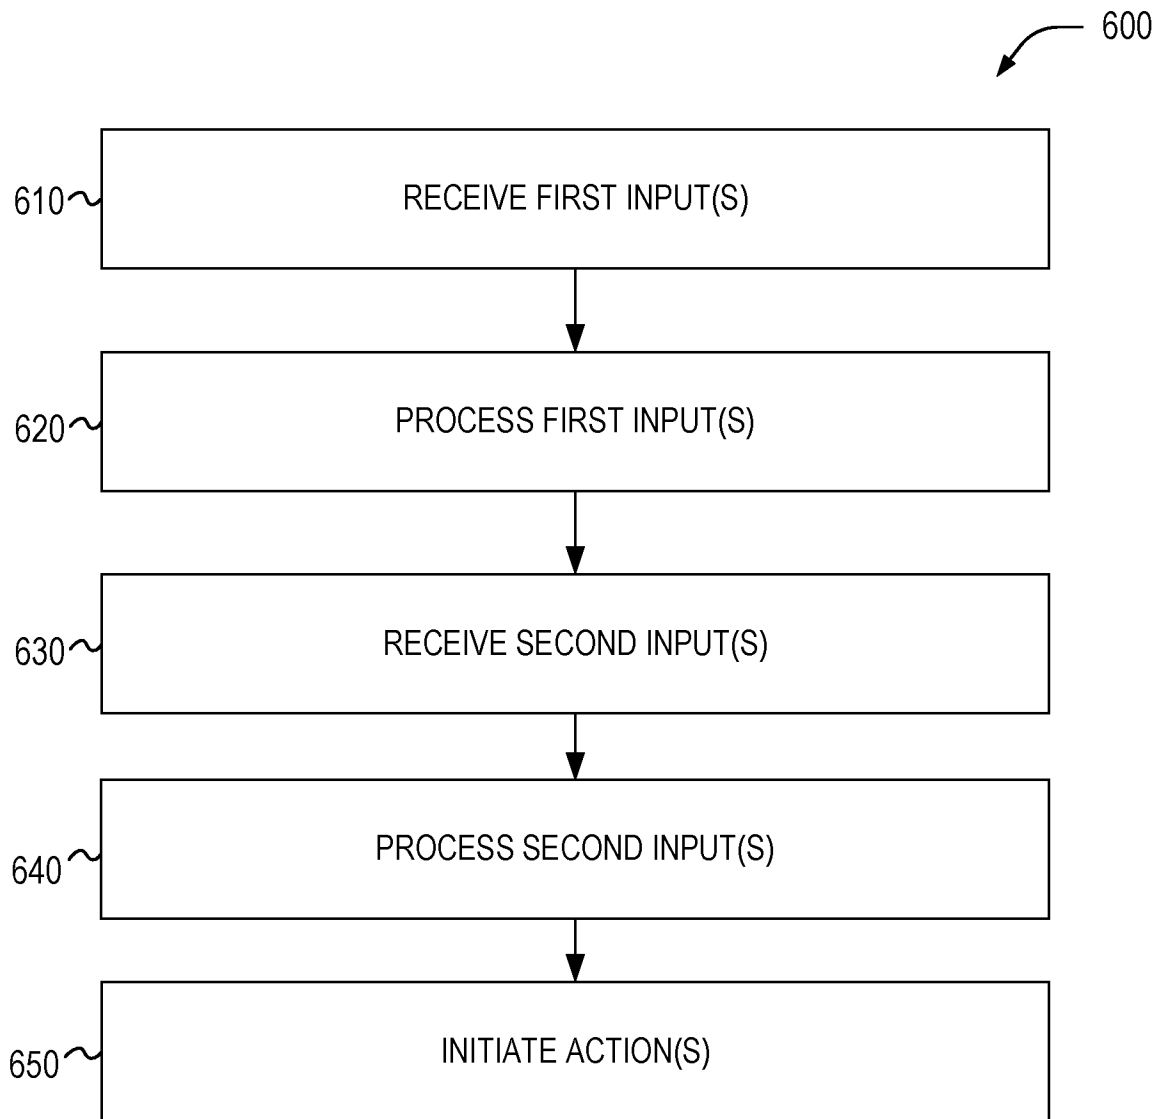 600
610
RECEIVE FIRST INPUT(S)
620
PROCESS FIRST INPUT(S)
630
RECEIVE SECOND INPUT(S)
640
PROCESS SECOND INPUT(S)
650
INITIATE ACTION(S)